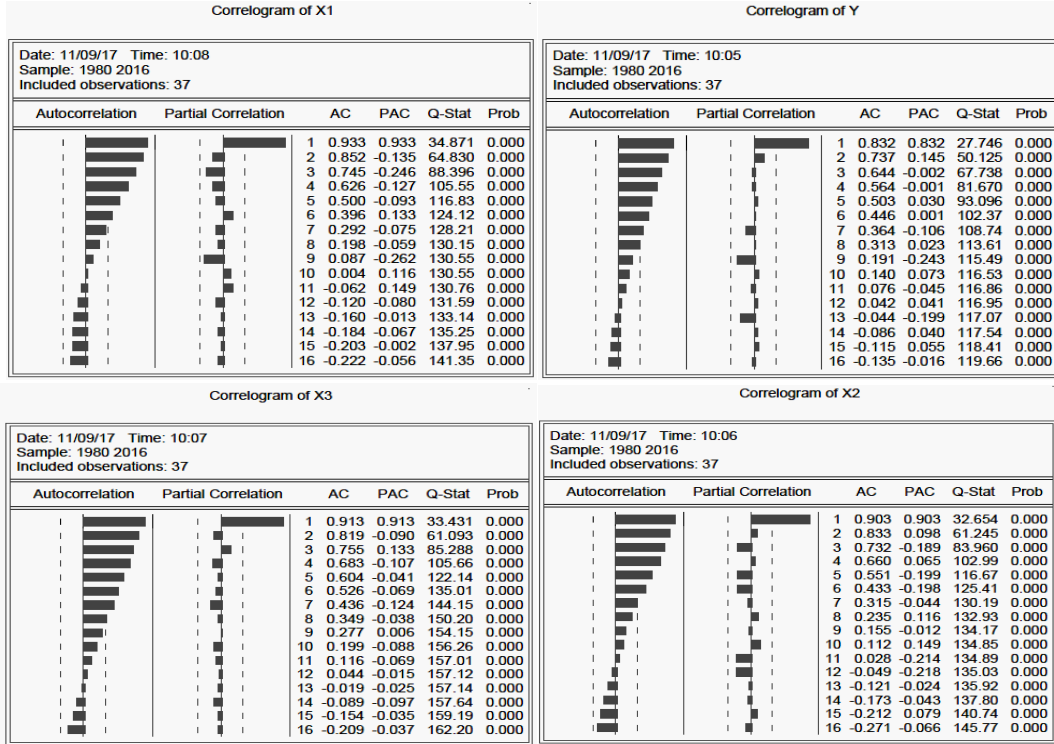 Correlogram of X1
Date: 11/09/17 Time: 10:08
Sample: 1980 2016
Included observations: 37
Autocorrelation Partial Correlation AC PAC Q-Stat Prob
1 0.933 0.933 34.871 0.000
2 0.852 -0.135 64.830 0.000
3 0.745 -0.246 88.396 0.000
4 0.626 -0.127 105.55 0.000
5 0.500 -0.093 116.83 0.000
6 0.396 0.133 124.12 0.000
7 0.292 -0.075 128.21 0.000
8 0.198 -0.059 130.15 0.000
9 0.087 -0.262 130.55 0.000
10 0.004 0.116 130.55 0.000
11 -0.062 0.149 130.76 0.000
12 -0.120 -0.080 131.59 0.000
13 -0.160 -0.013 133.14 0.000
14 -0.184 -0.067 135.25 0.000
15 -0.203 -0.002 137.95 0.000
16 -0.222 -0.056 141.35 0.000
Correlogram of Y
Date: 11/09/17 Time: 10:05
Sample: 1980 2016
Included observations: 37
Autocorrelation Partial Correlation AC PAC Q-Stat Prob
1 0.832 0.832 27.746 0.000
2 0.737 0.145 50.125 0.000
3 0.644 -0.002 67.738 0.000
4 0.564 -0.001 81.670 0.000
5 0.503 0.030 93.096 0.000
6 0.446 0.001 102.37 0.000
7 0.364 -0.106 108.74 0.000
8 0.313 0.023 113.61 0.000
9 0.191 -0.243 115.49 0.000
10 0.140 0.073 116.53 0.000
11 0.076 -0.045 116.86 0.000
12 0.042 0.041 116.95 0.000
13 -0.044 -0.199 117.07 0.000
14 -0.086 0.040 117.54 0.000
15 -0.115 0.055 118.41 0.000
16 -0.135 -0.016 119.66 0.000
Correlogram of X3
Date: 11/09/17 Time: 10:07
Sample: 1980 2016
Included observations: 37
Autocorrelation Partial Correlation AC PAC Q-Stat Prob
1 0.913 0.913 33.431 0.000
2 0.819 -0.090 61.093 0.000
3 0.755 0.133 85.288 0.000
4 0.683 -0.107 105.66 0.000
5 0.604 -0.041 122.14 0.000
6 0.526 -0.069 135.01 0.000
7 0.436 -0.124 144.15 0.000
8 0.349 -0.038 150.20 0.000
9 0.277 0.006 154.15 0.000
10 0.199 -0.088 156.26 0.000
11 0.116 -0.069 157.01 0.000
12 0.044 -0.015 157.12 0.000
13 -0.019 -0.025 157.14 0.000
14 -0.089 -0.097 157.64 0.000
15 -0.154 -0.035 159.19 0.000
16 -0.209 -0.037 162.20 0.000
Correlogram of X2
Date: 11/09/17 Time: 10:06
Sample: 1980 2016
Included observations: 37
Autocorrelation Partial Correlation AC PAC Q-Stat Prob
1 0.903 0.903 32.654 0.000
2 0.833 0.098 61.245 0.000
3 0.732 -0.189 83.960 0.000
4 0.660 0.065 102.99 0.000
5 0.551 -0.199 116.67 0.000
6 0.433 -0.198 125.41 0.000
7 0.315 -0.044 130.19 0.000
8 0.235 0.116 132.93 0.000
9 0.155 -0.012 134.17 0.000
10 0.112 0.149 134.85 0.000
11 0.028 -0.214 134.89 0.000
12 -0.049 -0.218 135.03 0.000
13 -0.121 -0.024 135.92 0.000
14 -0.173 -0.043 137.80 0.000
15 -0.212 0.079 140.74 0.000
16 -0.271 -0.066 145.77 0.000